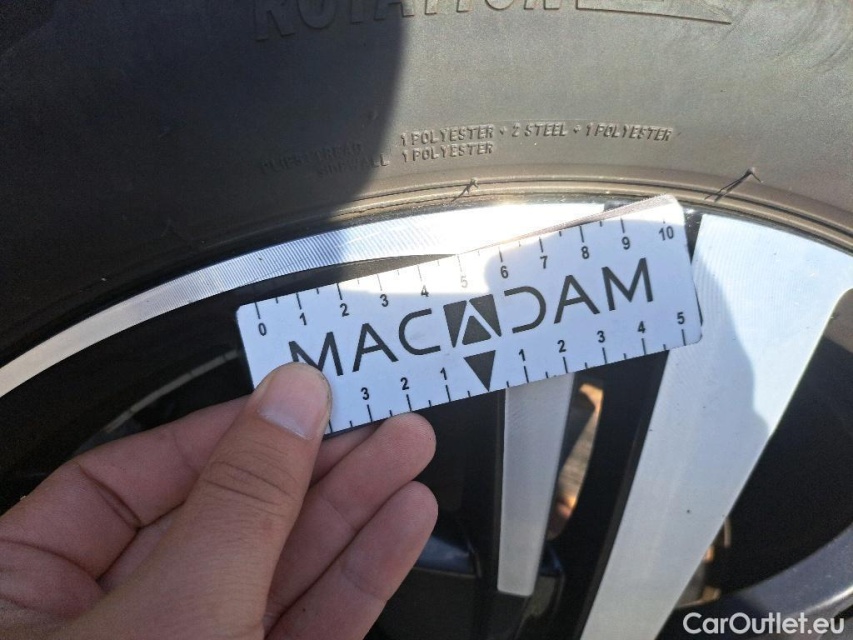 ROTATION
1 POLYESTER + 2 STEEL + 1 POLYESTER
SIDEWALL 1 POLYESTER
0 1 2 3 4 5 6 7 8 9 10
MACADAM
3 2 1 1 2 3 4 5
CarOutlet.eu